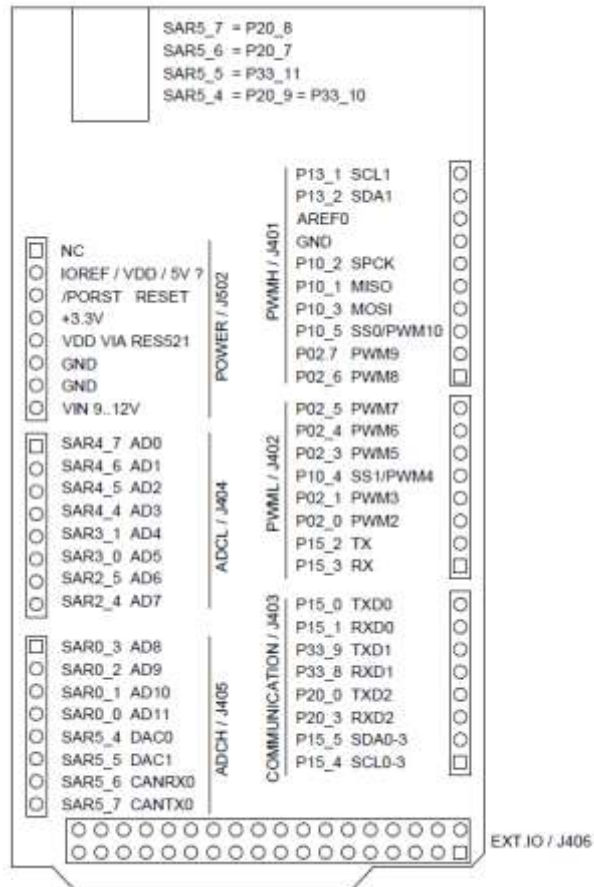 SAR5_7 = P20_8
SAR5_6 = P20_7
SAR5_5 = P33_11
SAR5_4 = P20_9 = P33_10
NC
IOREF / VDD / 5V ?
/PORST RESET
+3.3V
VDD VIA RES521
GND
GND
VIN 9..12V
POWER / J502
SAR4_7 AD0
SAR4_6 AD1
SAR4_5 AD2
SAR4_4 AD3
SAR3_1 AD4
SAR3_0 AD5
SAR2_5 AD6
SAR2_4 AD7
ADCL / J404
SAR0_3 AD8
SAR0_2 AD9
SAR0_1 AD10
SAR0_0 AD11
SAR5_4 DAC0
SAR5_5 DAC1
SAR5_6 CANRX0
SAR5_7 CANTX0
ADCH / J405
PWMH / J401
P13_1 SCL1
P13_2 SDA1
AREF0
GND
P10_2 SPCK
P10_1 MISO
P10_3 MOSI
P10_5 SS0/PWM10
P02.7 PWM9
P02_6 PWM8
PWML / J402
P02_5 PWM7
P02_4 PWM6
P02_3 PWM5
P10_4 SS1/PWM4
P02_1 PWM3
P02_0 PWM2
P15_2 TX
P15_3 RX
COMMUNICATION / J403
P15_0 TXD0
P15_1 RXD0
P33_9 TXD1
P33_8 RXD1
P20_0 TXD2
P20_3 RXD2
P15_5 SDA0-3
P15_4 SCL0-3
EXT.IO / J406